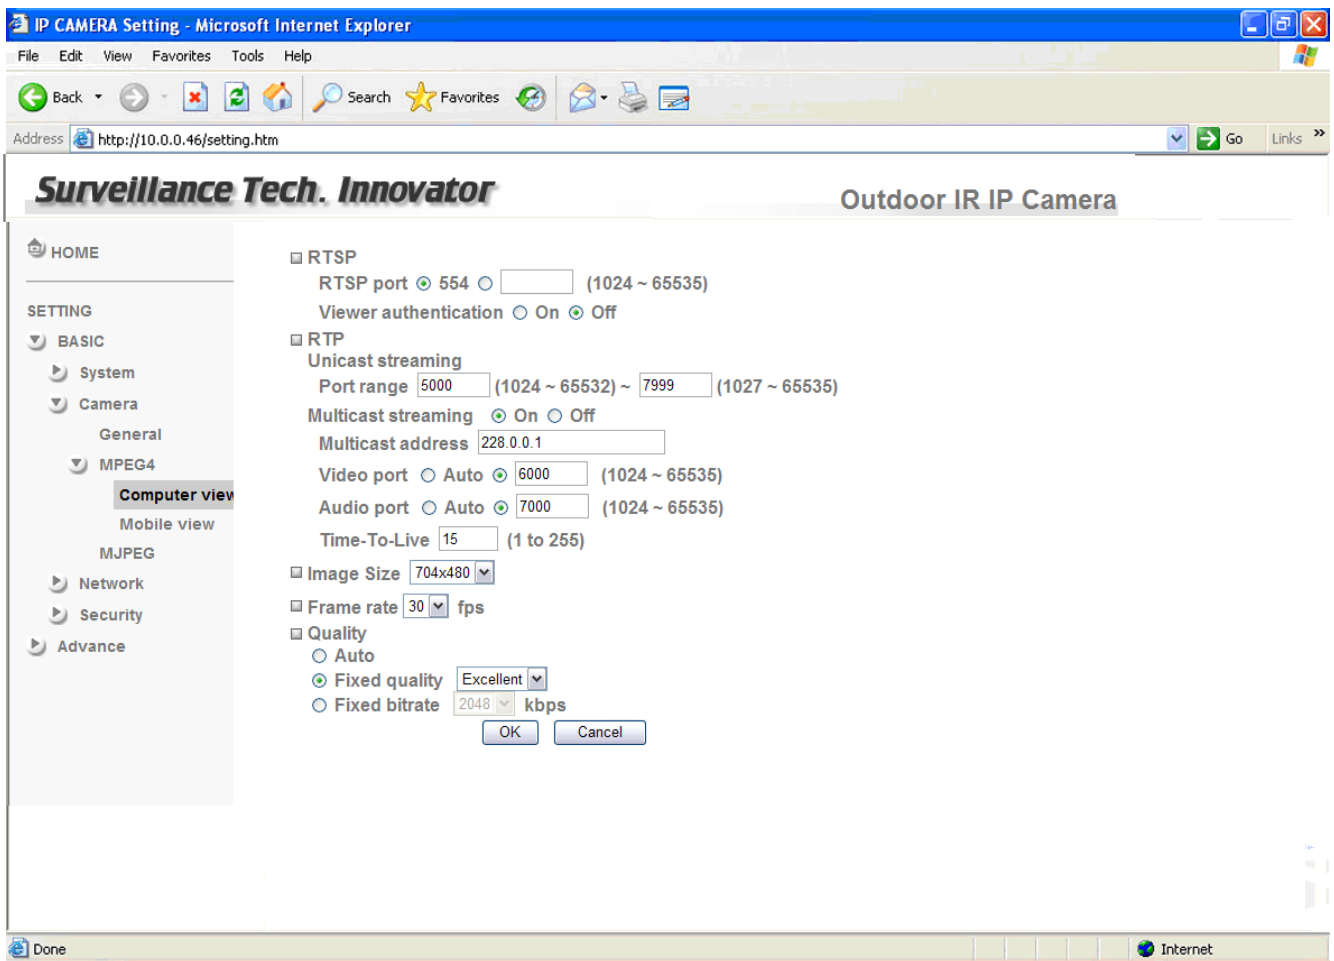 IP CAMERA Setting - Microsoft Internet Explorer
File Edit View Favorites Tools Help
Back Search Favorites
Address http://10.0.0.46/setting.htm Go Links »
Surveillance Tech. Innovator
Outdoor IR IP Camera
HOME
SETTING
BASIC
System
Camera
General
MPEG4
Computer view
Mobile view
MJPEG
Network
Security
Advance
RTSP
RTSP port 554 (1024 ~ 65535)
Viewer authentication On Off
RTP
Unicast streaming
Port range 5000 (1024 ~ 65532) ~ 7999 (1027 ~ 65535)
Multicast streaming On Off
Multicast address 228.0.0.1
Video port Auto 6000 (1024 ~ 65535)
Audio port Auto 7000 (1024 ~ 65535)
Time-To-Live 15 (1 to 255)
Image Size 704x480
Frame rate 30 fps
Quality
Auto
Fixed quality Excellent
Fixed bitrate 2048 kbps
OK Cancel
Done Internet